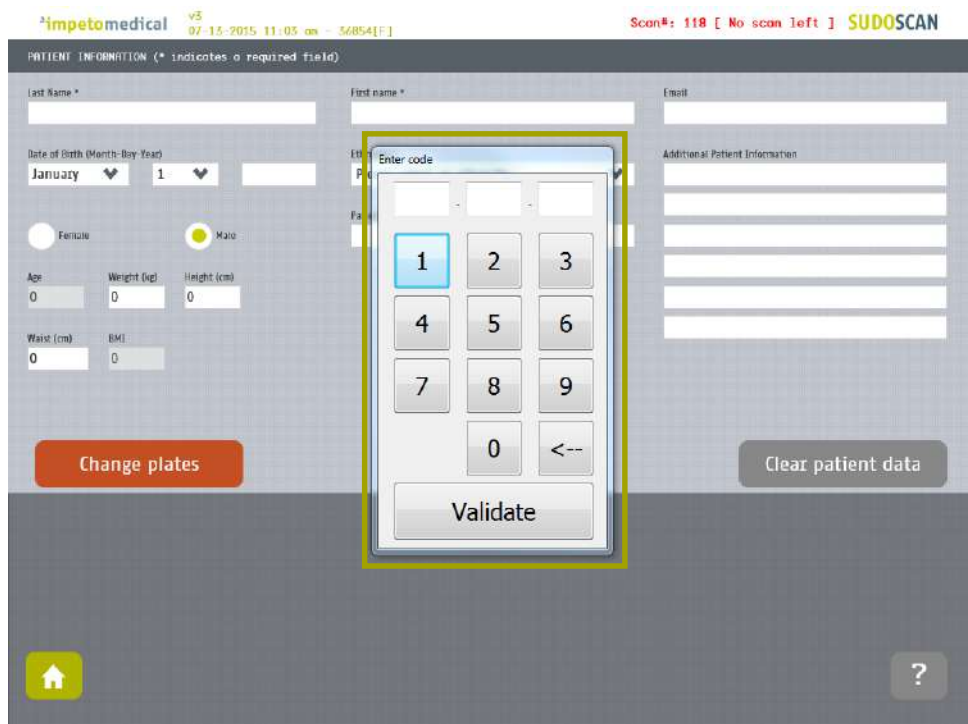 impetomedical
v3
07-13-2015 11:03 am - 36854[F]
Scan#: 118 [ No scan left ]
SUDOSCAN
PATIENT INFORMATION (* indicates a required field)
Last Name *
First name *
Email
Date of Birth (Month-Day-Year)
Additional Patient Information
January
1
Enter code
Female
Male
Age
Weight (kg)
Height (cm)
0
0
0
Waist (cm)
BMI
0
0
- -
1 2 3
4 5 6
7 8 9
0 <--
Validate
Change plates
Clear patient data
?